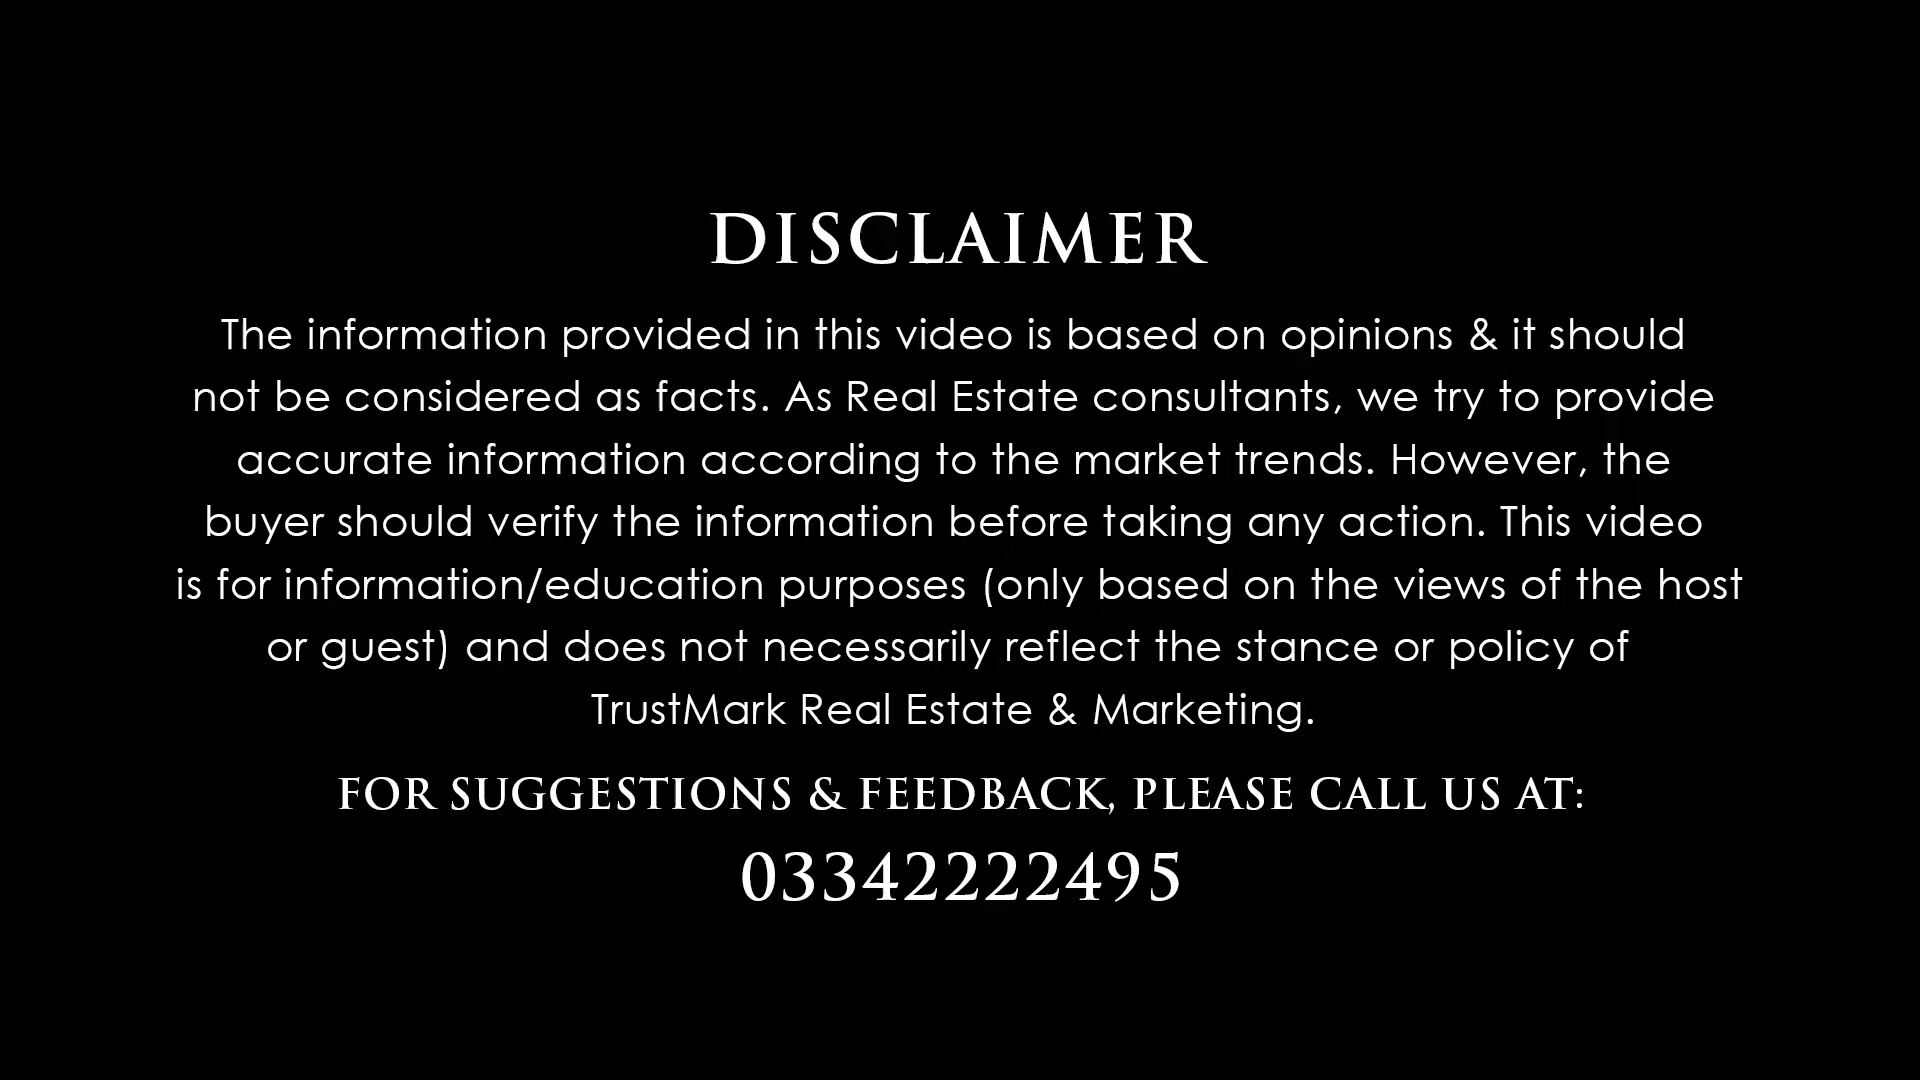 DISCLAIMER
The information provided in this video is based on opinions & it should
not be considered as facts. As Real Estate consultants, we try to provide
accurate information according to the market trends. However, the
buyer should verify the information before taking any action. This video
is for information/education purposes (only based on the views of the host
or guest) and does not necessarily reflect the stance or policy of
TrustMark Real Estate & Marketing.
FOR SUGGESTIONS & FEEDBACK, PLEASE CALL US AT:
03342222495